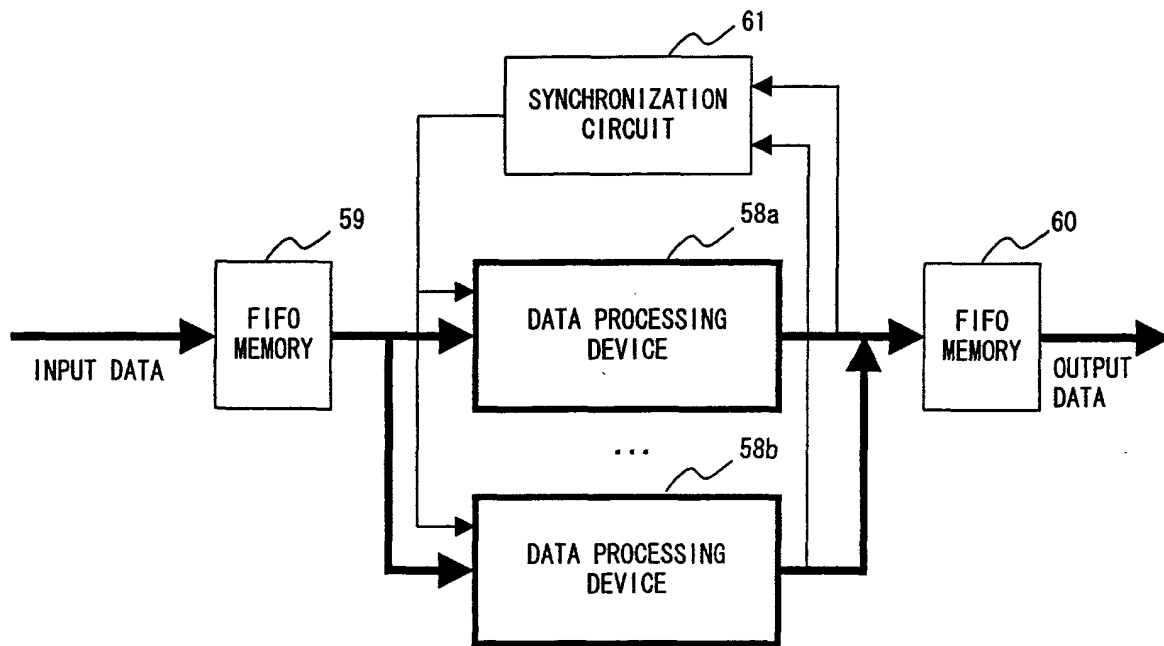 61
SYNCHRONIZATION
CIRCUIT
59
58a
60
FIFO
MEMORY
DATA PROCESSING
DEVICE
FIFO
MEMORY
INPUT DATA
OUTPUT
DATA
...
58b
DATA PROCESSING
DEVICE